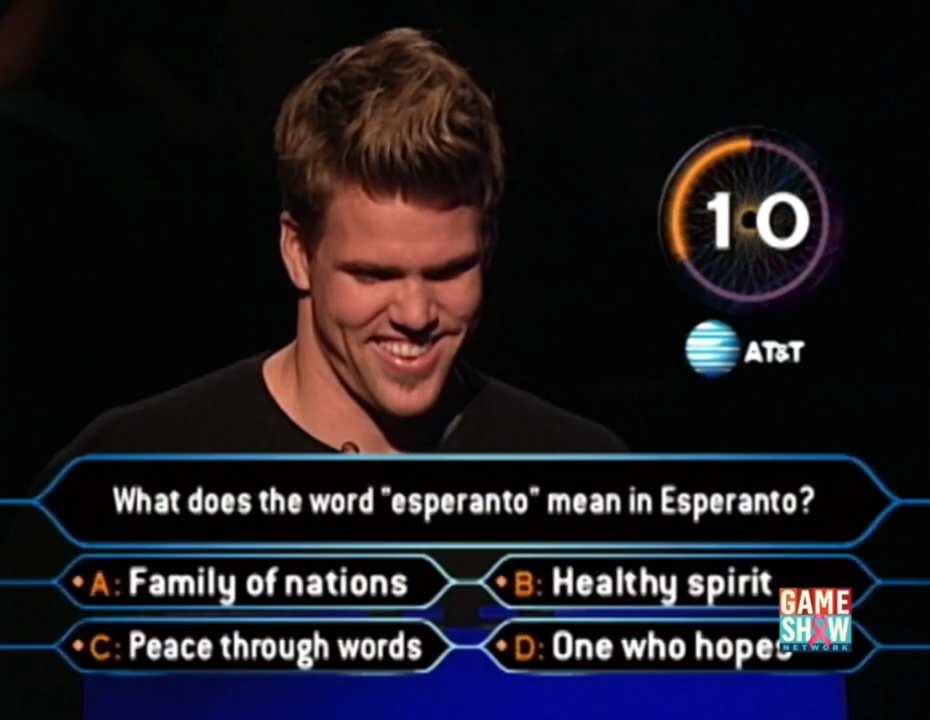 10
AT&T
What does the word "esperanto" mean in Esperanto?
A: Family of nations
B: Healthy spirit
C: Peace through words
D: One who hopes
GAME
SHOW
NETWORK